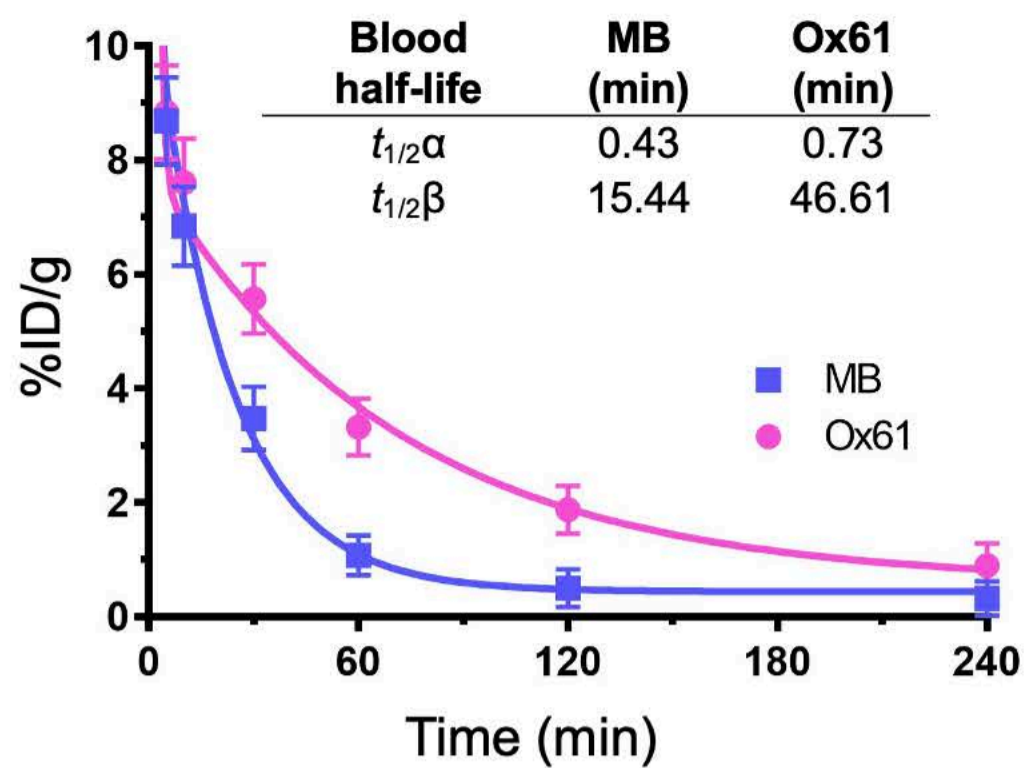 Blood MB Ox61
half-life (min) (min)
t1/2α 0.43 0.73
t1/2β 15.44 46.61
10
8
6
4
2
0
%ID/g
MB
Ox61
0 60 120 180 240
Time (min)